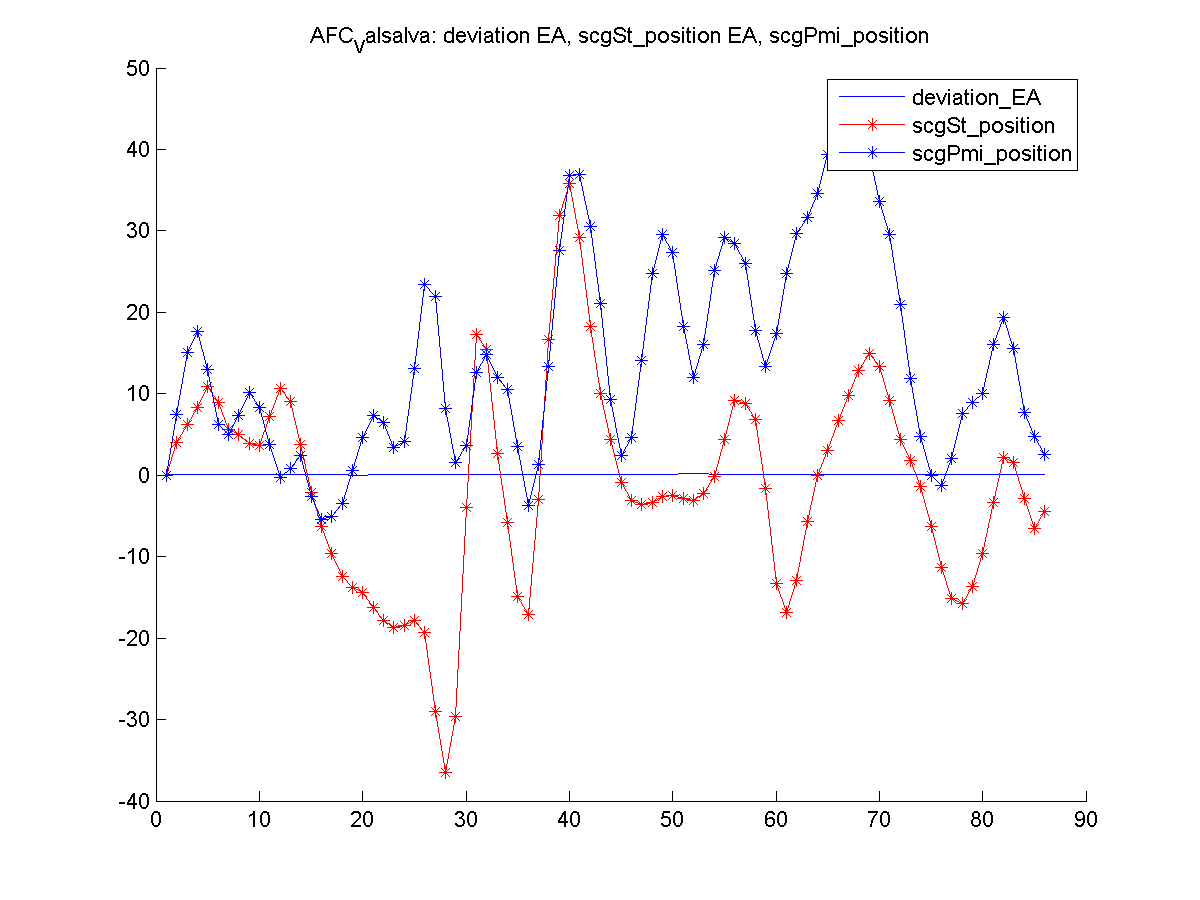 AFC_Valsalva: deviation EA, scgSt_position EA, scgPmi_position
50
40
30
20
10
0
-10
-20
-30
-40
0 10 20 30 40 50 60 70 80 90
deviation_EA
scgSt_position
scgPmi_position